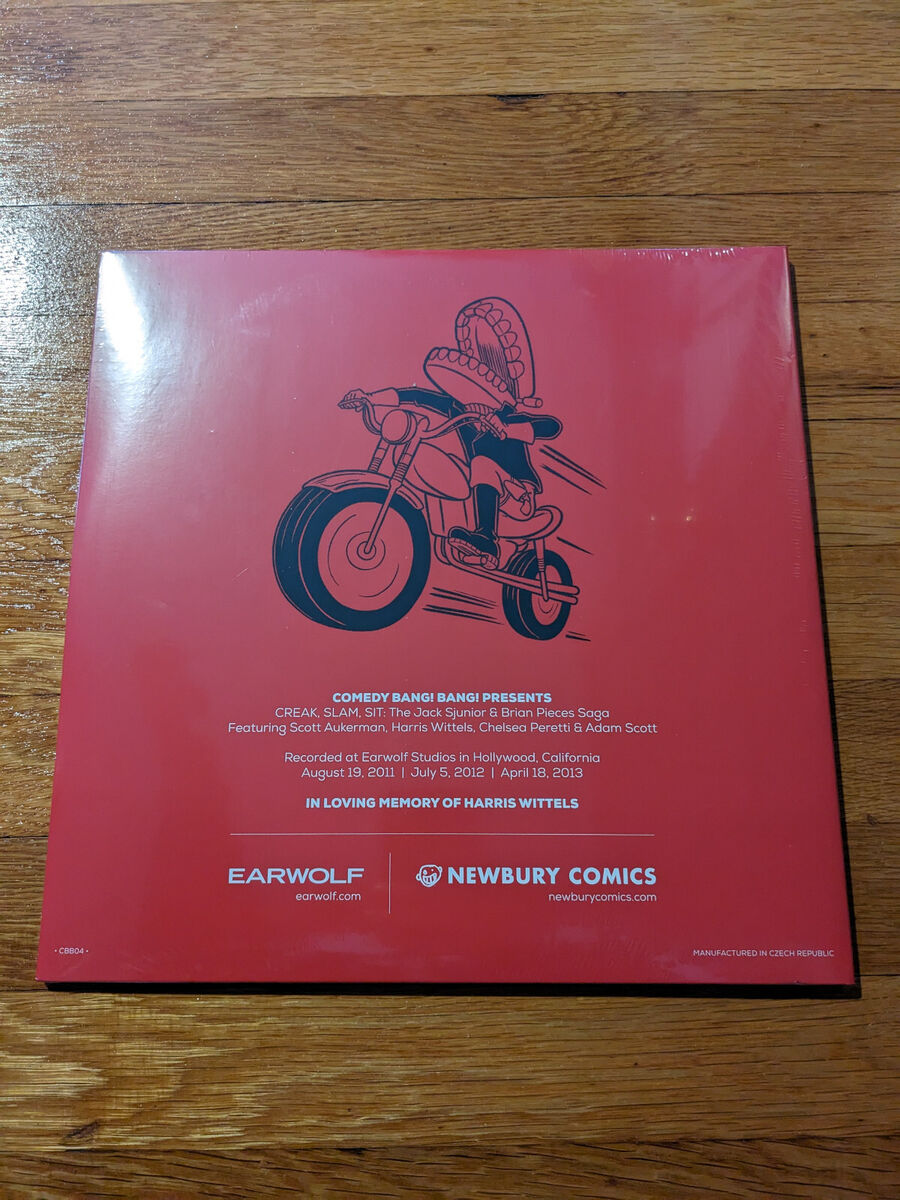 COMEDY BANG! BANG! PRESENTS
CREAK, SLAM, SIT: The Jack Sjunior & Brian Pieces Saga
Featuring Scott Aukerman, Harris Wittels, Chelsea Peretti & Adam Scott
Recorded at Earwolf Studios in Hollywood, California
August 19, 2011 | July 5, 2012 | April 18, 2013
IN LOVING MEMORY OF HARRIS WITTELS
EARWOLF
earwolf.com
NEWBURY COMICS
newburycomics.com
• CBB04 •
MANUFACTURED IN CZECH REPUBLIC